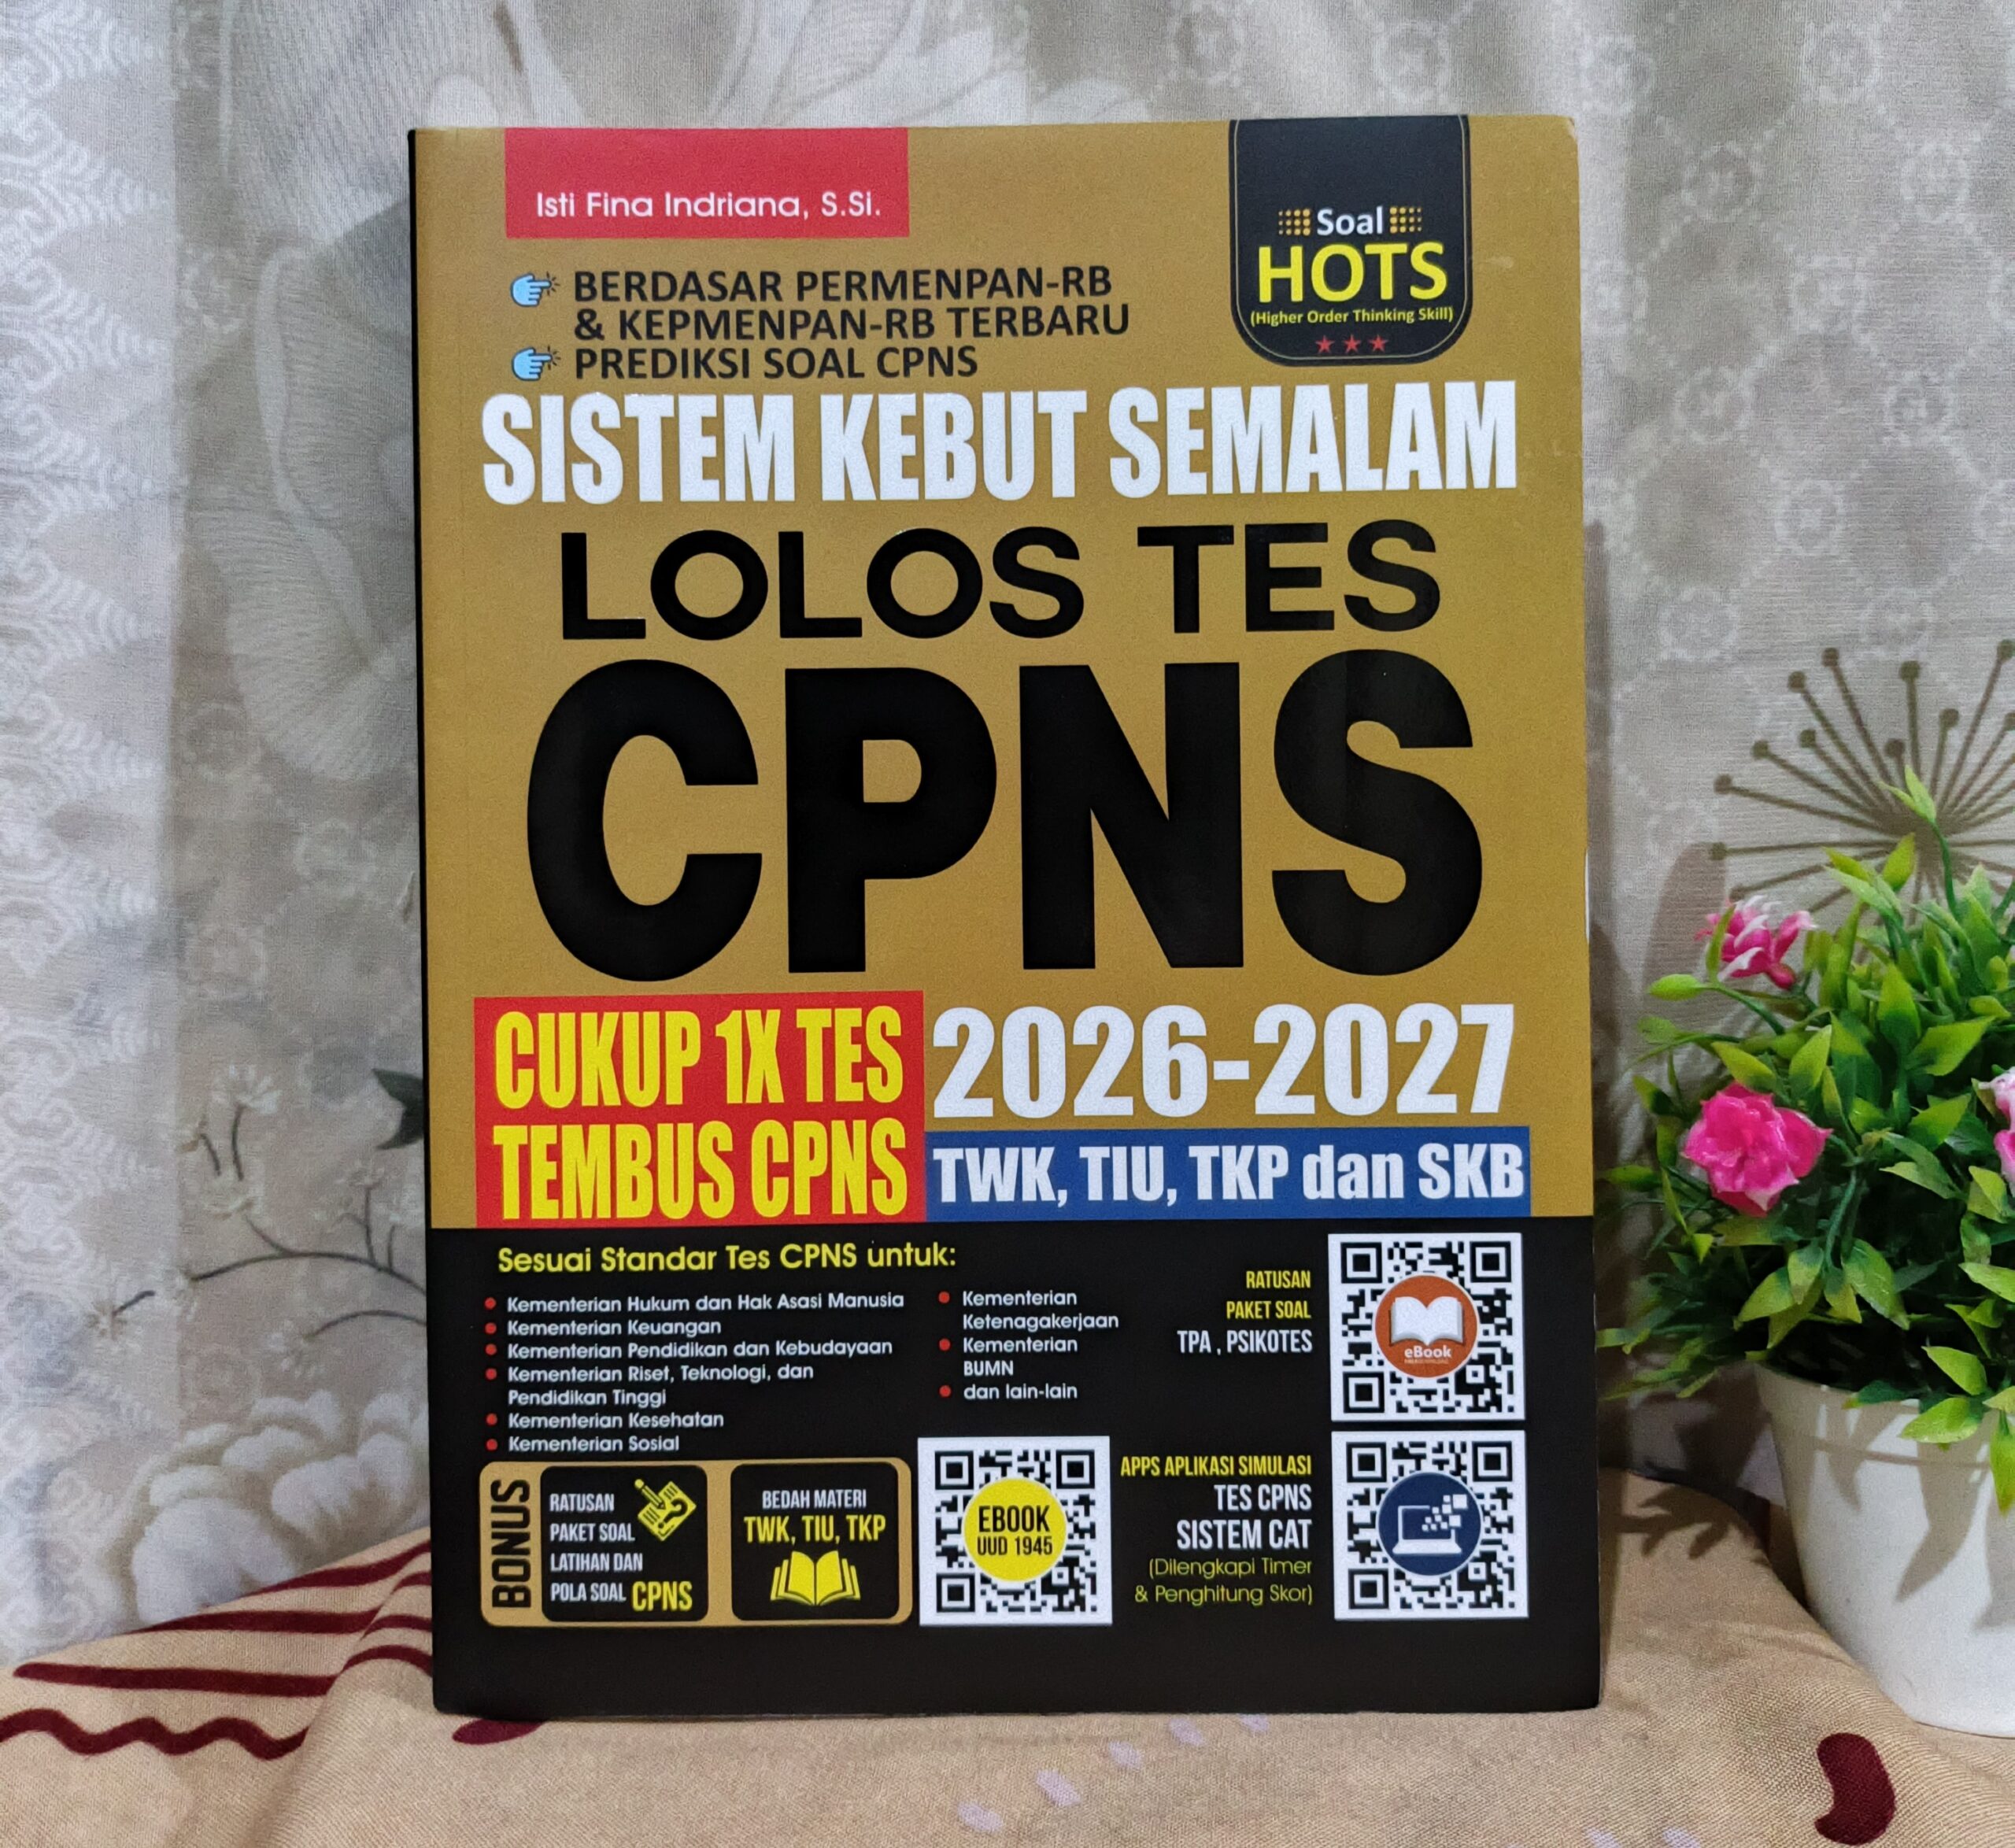 Isti Fina Indriana, S.Si.
Soal
HOTS
(Higher Order Thinking Skill)
BERDASAR PERMENPAN-RB
& KEPMENPAN-RB TERBARU
PREDIKSI SOAL CPNS
SISTEM KEBUT SEMALAM
LOLOS TES
CPNS
CUKUP 1X TES
TEMBUS CPNS
2026-2027
TWK, TIU, TKP dan SKB
Sesuai Standar Tes CPNS untuk:
Kementerian Hukum dan Hak Asasi Manusia
Kementerian Keuangan
Kementerian Pendidikan dan Kebudayaan
Kementerian Riset, Teknologi, dan
Pendidikan Tinggi
Kementerian Kesehatan
Kementerian Sosial
Kementerian
Ketenagakerjaan
Kementerian
BUMN
dan lain-lain
RATUSAN
PAKET SOAL
TPA , PSIKOTES
eBook
BONUS
RATUSAN
PAKET SOAL
LATIHAN DAN
POLA SOAL CPNS
BEDAH MATERI
TWK, TIU, TKP
EBOOK
UUD 1945
APPS APLIKASI SIMULASI
TES CPNS
SISTEM CAT
(Dilengkapi Timer
& Penghitung Skor)